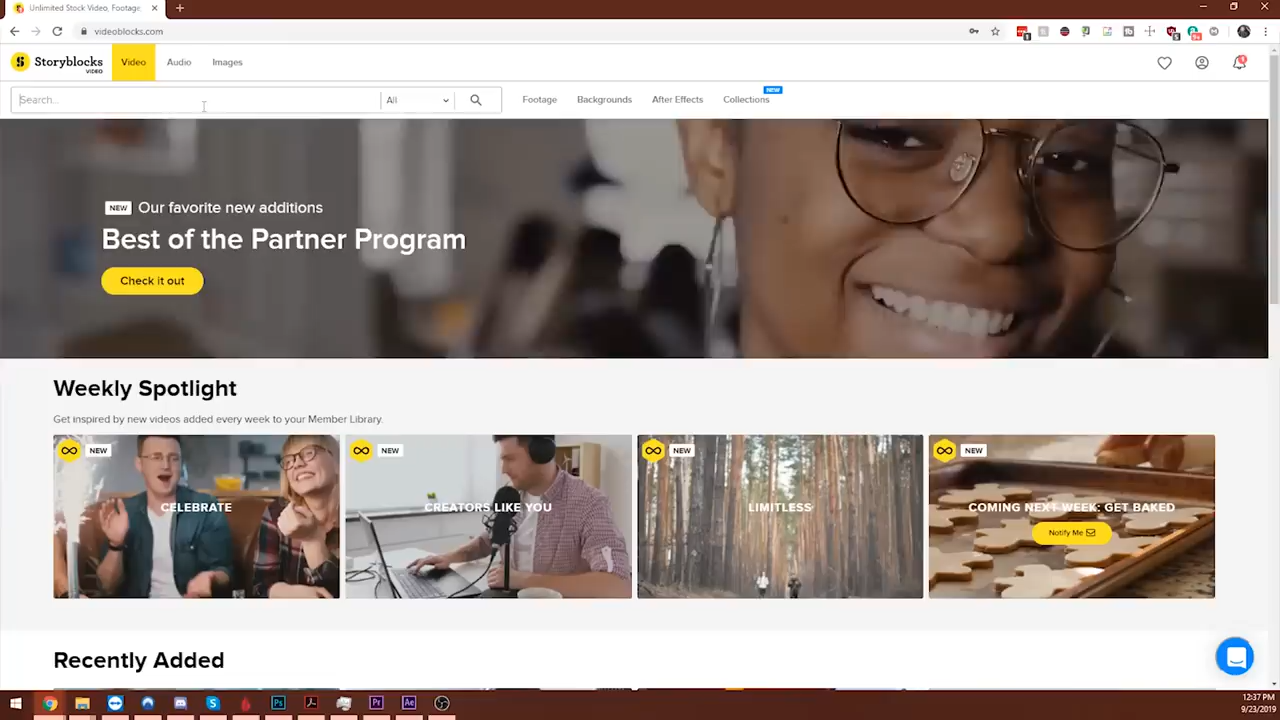 Unlimited Stock Video, Footage,
videoblocks.com
Storyblocks
VIDEO
Video
Audio
Images
Search...
All
Footage
Backgrounds
After Effects
Collections
NEW
NEW Our favorite new additions
Best of the Partner Program
Check it out
Weekly Spotlight
Get inspired by new videos added every week to your Member Library.
NEW
CELEBRATE
NEW
CREATORS LIKE YOU
NEW
LIMITLESS
NEW
COMING NEXT WEEK: GET BAKED
Notify Me
Recently Added
Ps
Pr
Ae
12:37 PM
9/23/2019